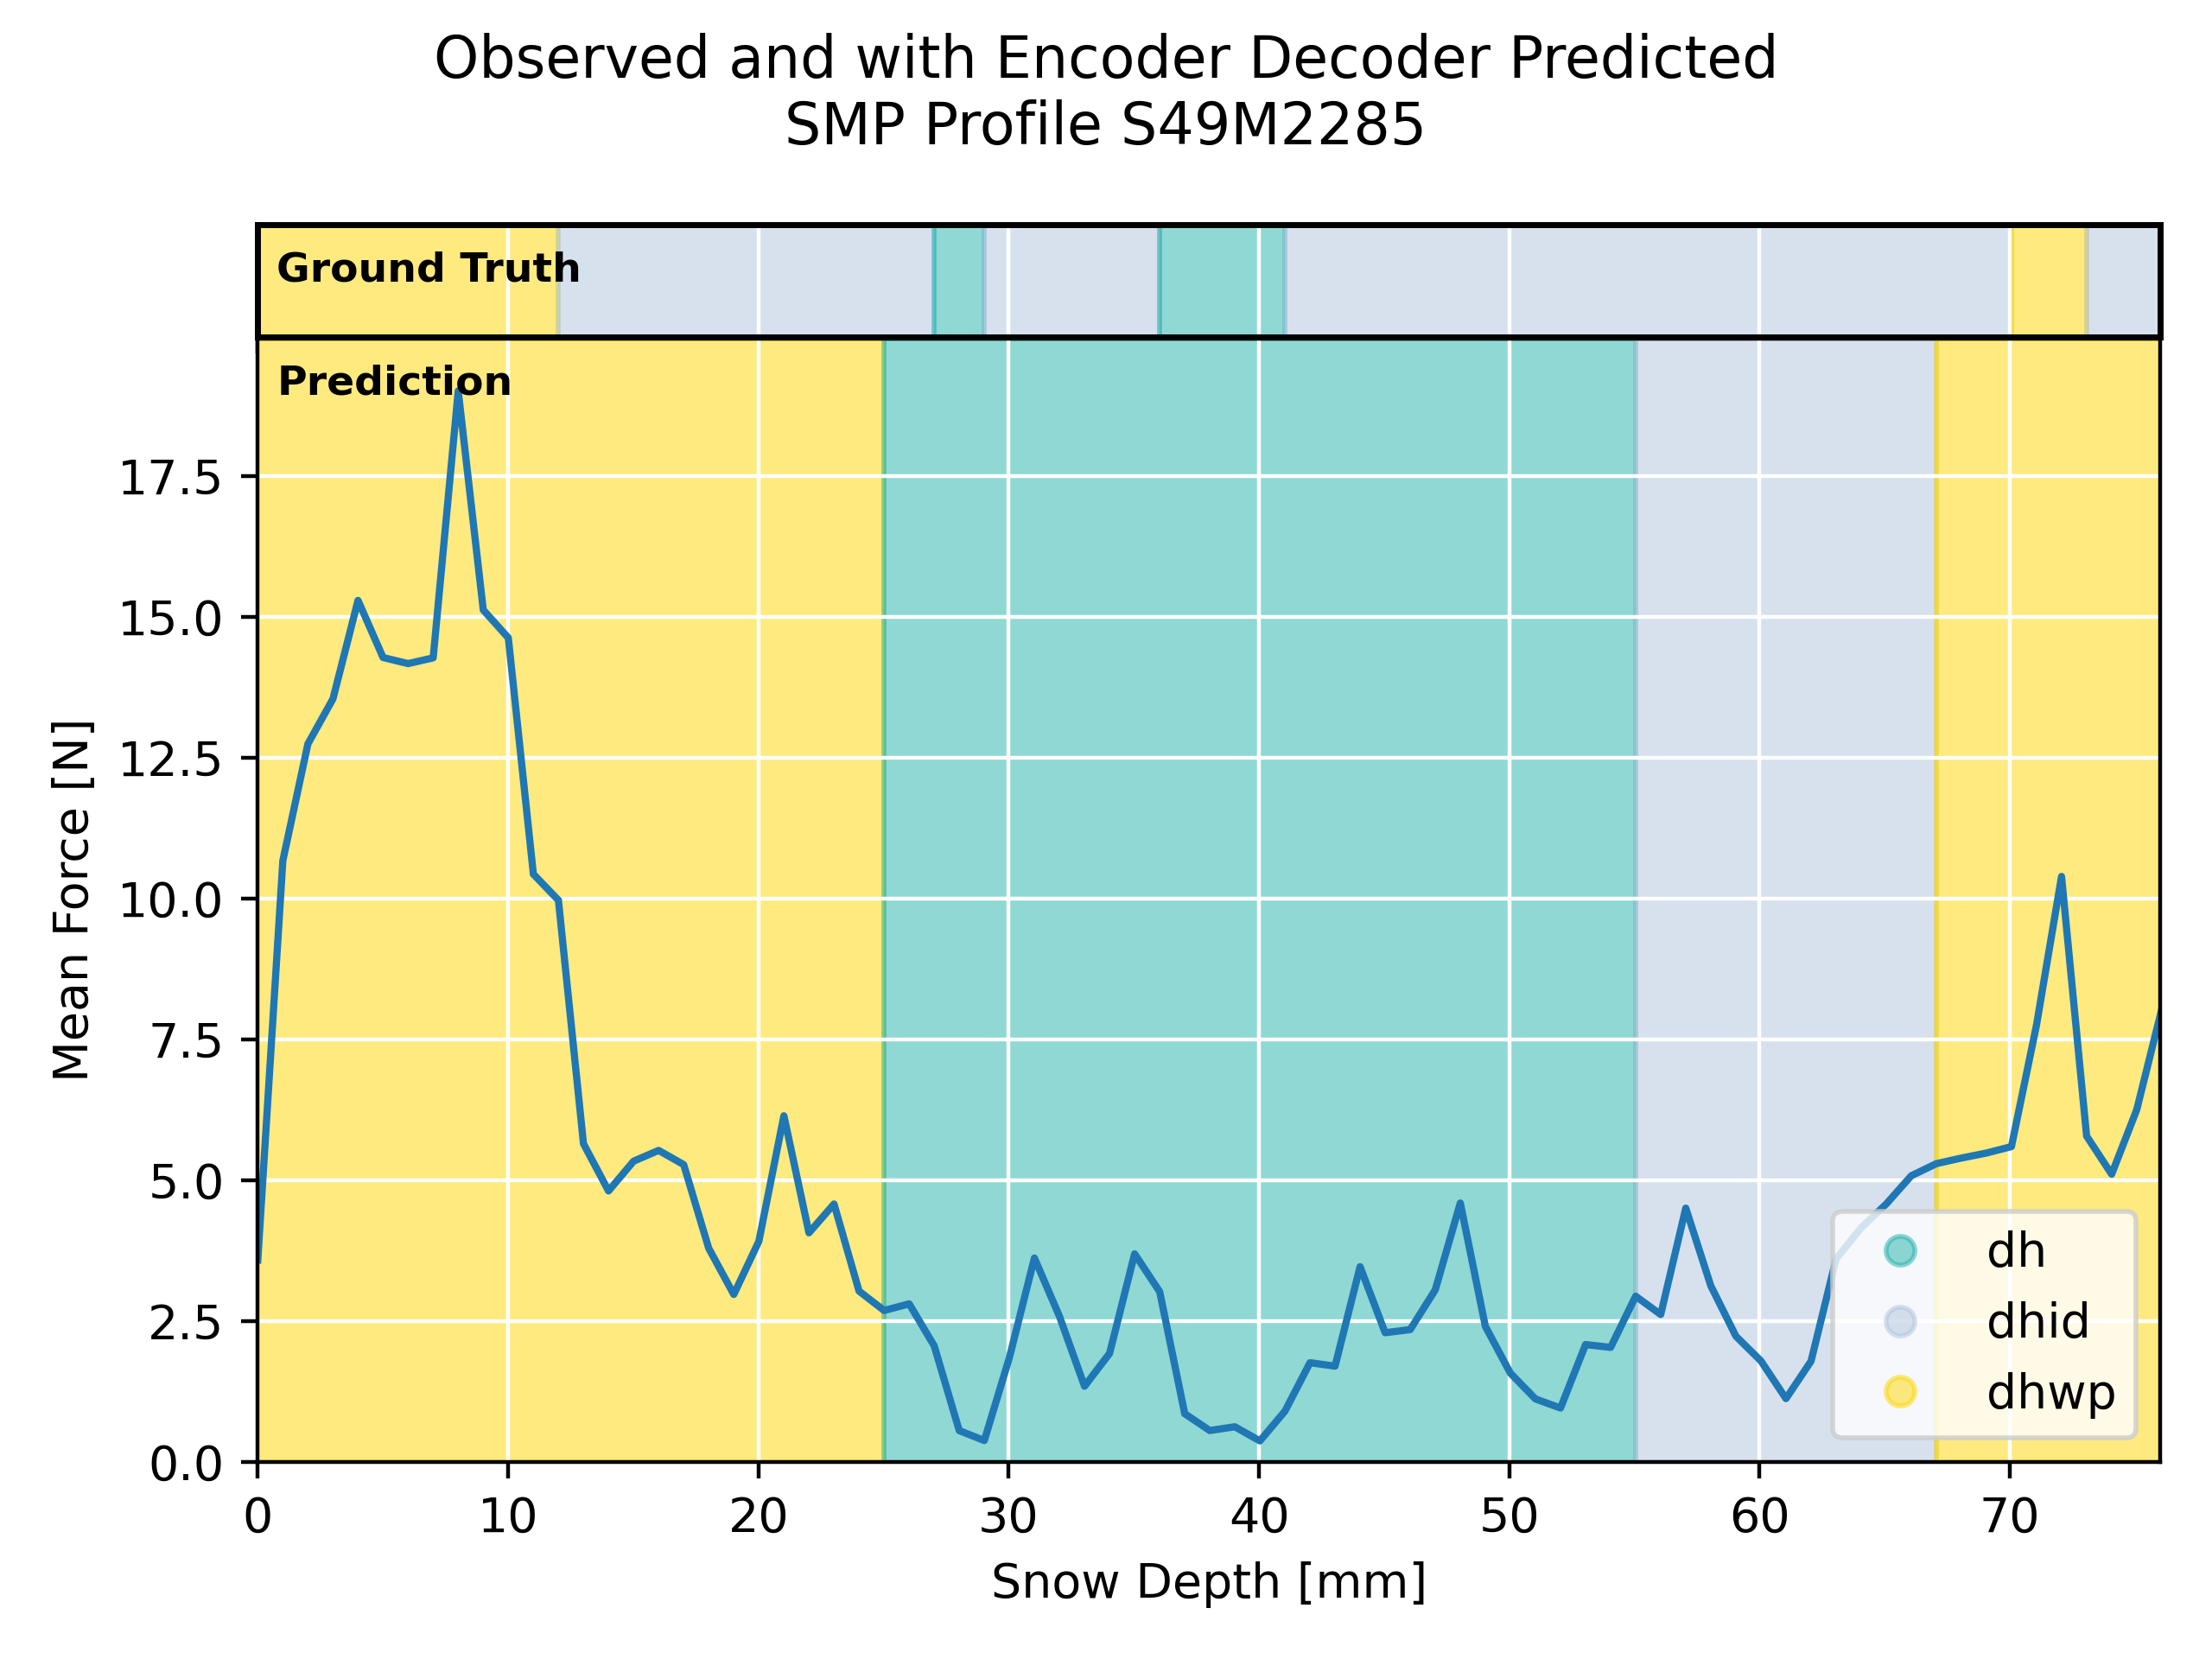 Observed and with Encoder Decoder Predicted
SMP Profile S49M2285
Ground Truth
Prediction
17.5
15.0
12.5
10.0
7.5
5.0
2.5
0.0
Mean Force [N]
dh
dhid
dhwp
0 10 20 30 40 50 60 70
Snow Depth [mm]